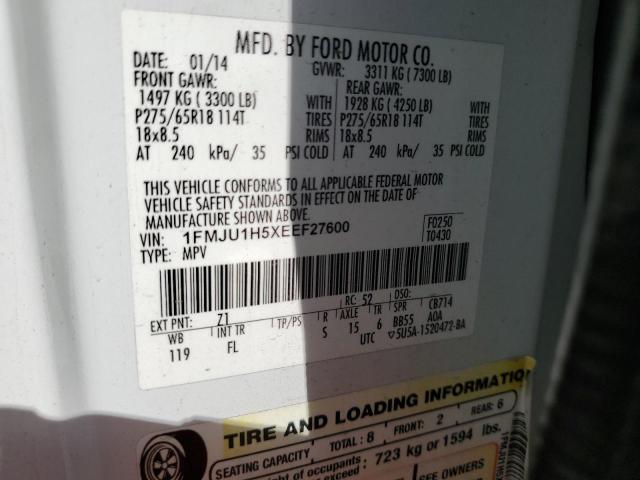 MFD. BY FORD MOTOR CO.
DATE: 01/14 GVWR: 3311 KG (7300 LB)
FRONT GAWR: REAR GAWR:
1497 KG (3300 LB) WITH 1928 KG (4250 LB) WITH
P275/65R18 114T TIRES P275/65R18 114T TIRES
18x8.5 RIMS 18x8.5 RIMS
AT 240 kPa/ 35 PSI COLD AT 240 kPa/ 35 PSI COLD
THIS VEHICLE CONFORMS TO ALL APPLICABLE FEDERAL MOTOR
VEHICLE SAFETY STANDARDS IN EFFECT ON THE DATE OF
MANUFACTURE SHOWN ABOVE.
VIN: 1FMJU1H5XEEF27600 F0250
TYPE: MPV T0430
RC: 52 DSO:
EXT PNT: Z1 CB714
WB INT TR TP/PS R AXLE TR SPR A0A
119 FL S 15 6 BB55
UTC 5U5A-1520472-BA
TIRE AND LOADING INFORMATION
SEATING CAPACITY TOTAL: 8 FRONT: 2 REAR: 6
weight of occupants 723 kg or 1594 lbs.
exceed :
SEE OWNERS